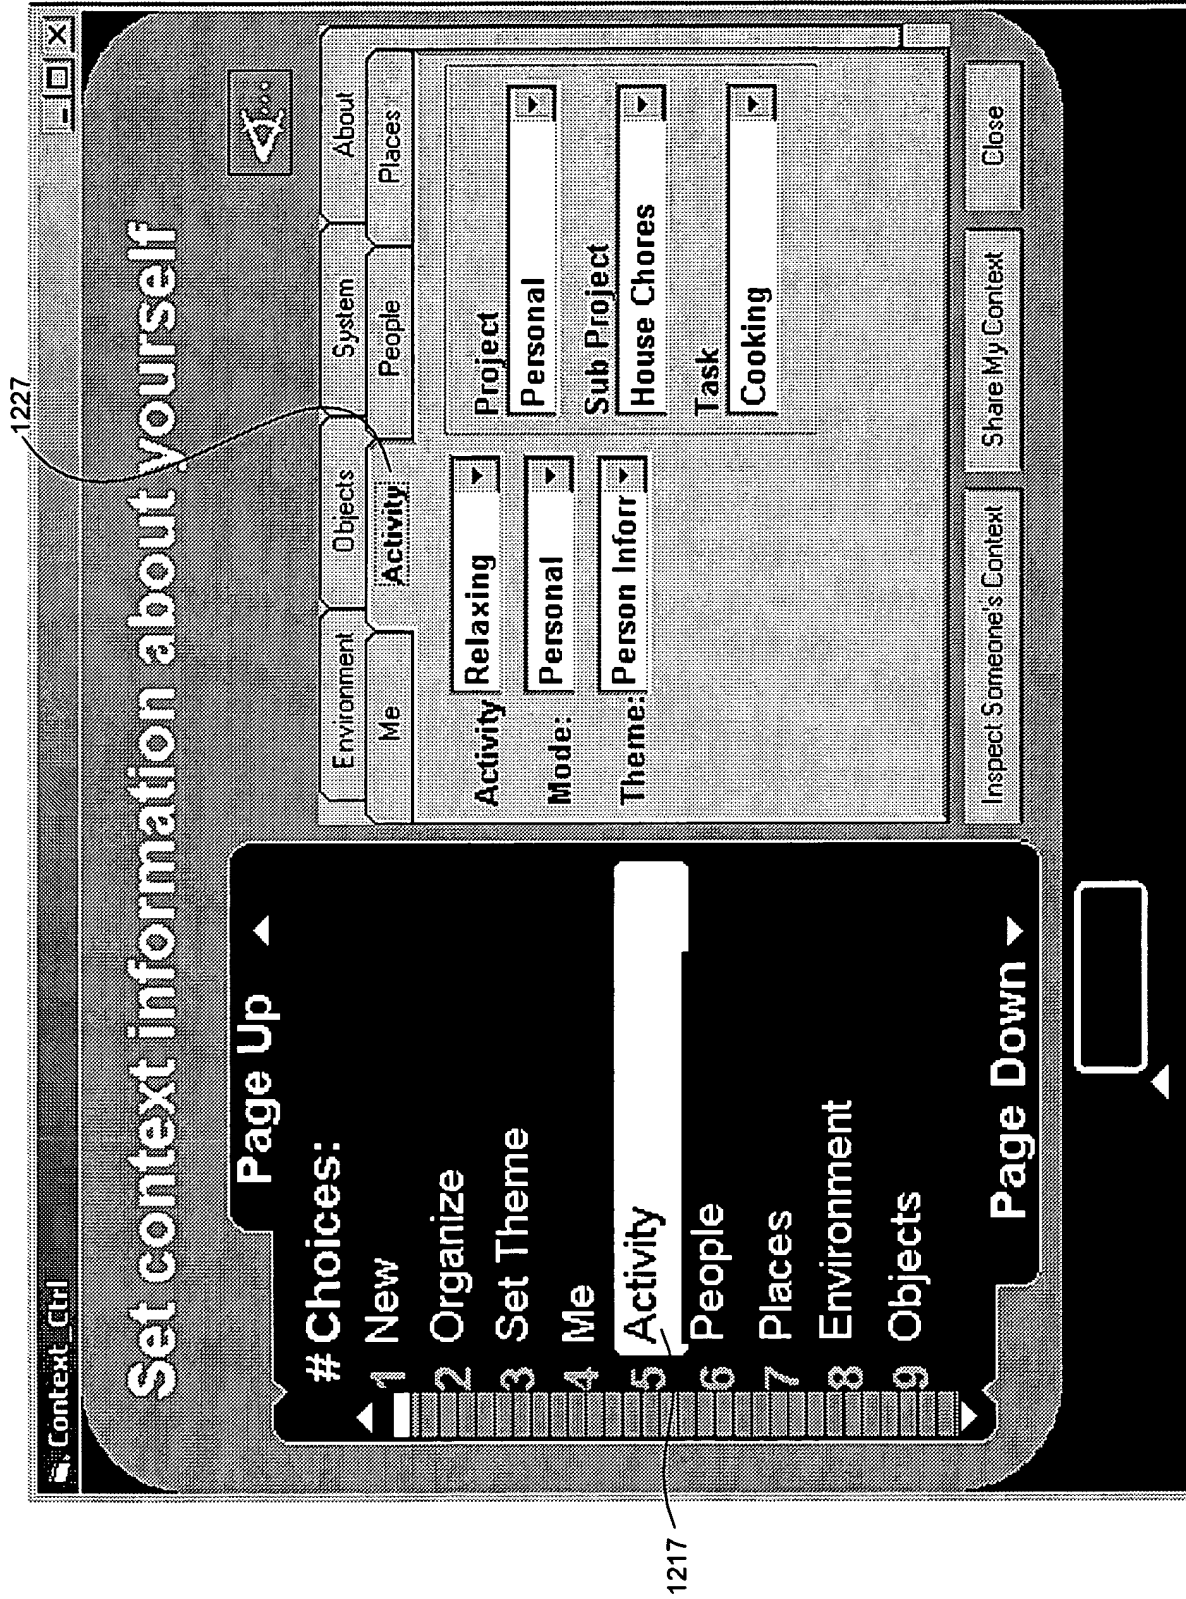 1227
Context_Ctrl
Set context information about yourself
Page Up
# Choices:
1 New
2 Organize
3 Set Theme
4 Me
5 Activity
6 People
7 Places
8 Environment
9 Objects
Page Down
Environment Objects System About
Me Activity People Places
Activity Relaxing
Mode: Personal
Theme: Person Inforr
Project
Personal
Sub Project
House Chores
Task
Cooking
Inspect Someone's Context Share My Context Close
1217